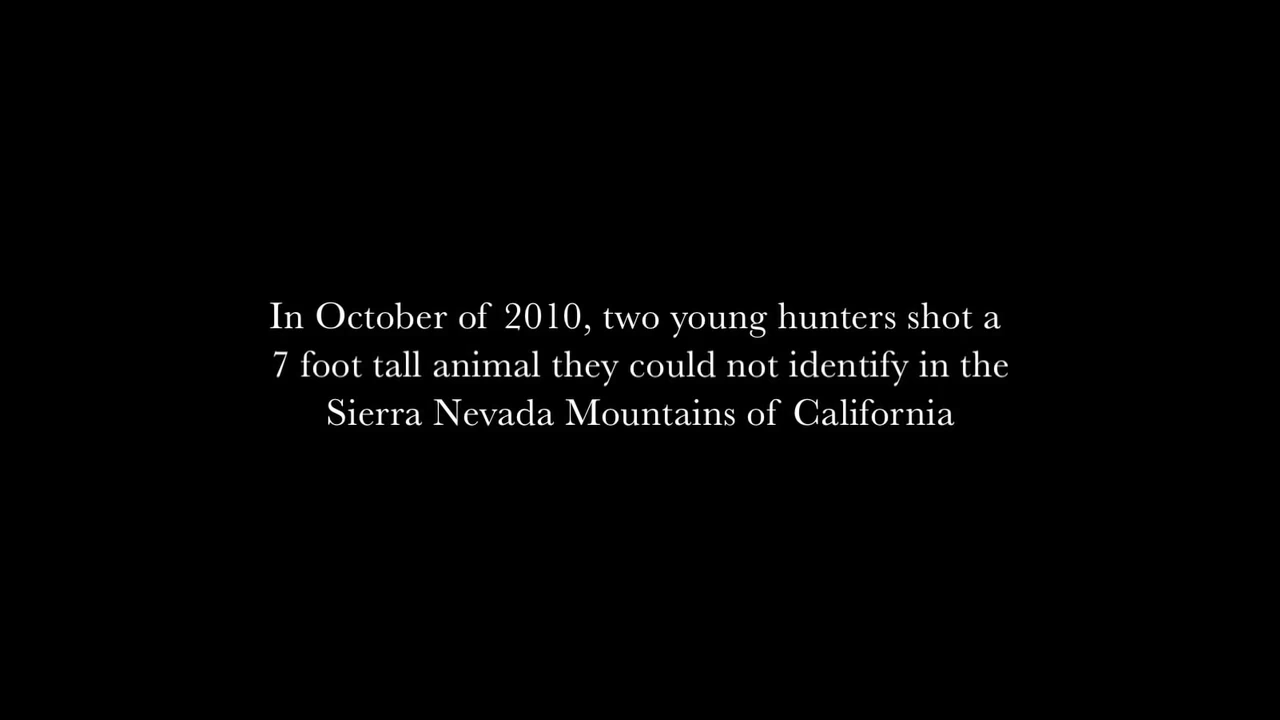 In October of 2010, two young hunters shot a
7 foot tall animal they could not identify in the
Sierra Nevada Mountains of California